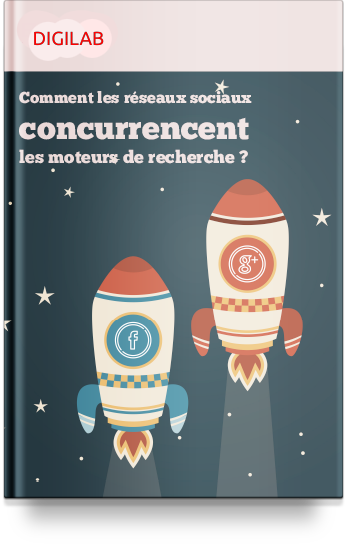 DIGILAB
Comment les réseaux sociaux
concurrencent
les moteurs de recherche ?
g+
f